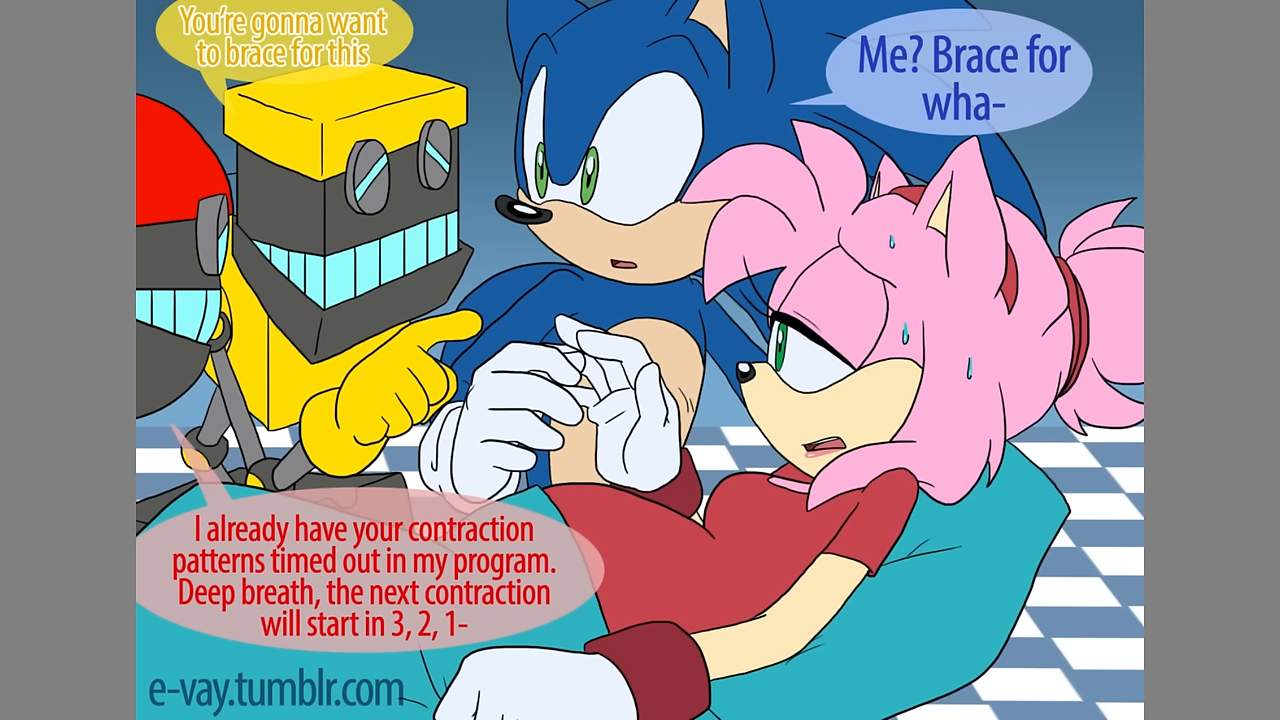 You're gonna want
to brace for this
Me? Brace for
wha-
I already have your contraction
patterns timed out in my program.
Deep breath, the next contraction
will start in 3, 2, 1-
e-vay.tumblr.com